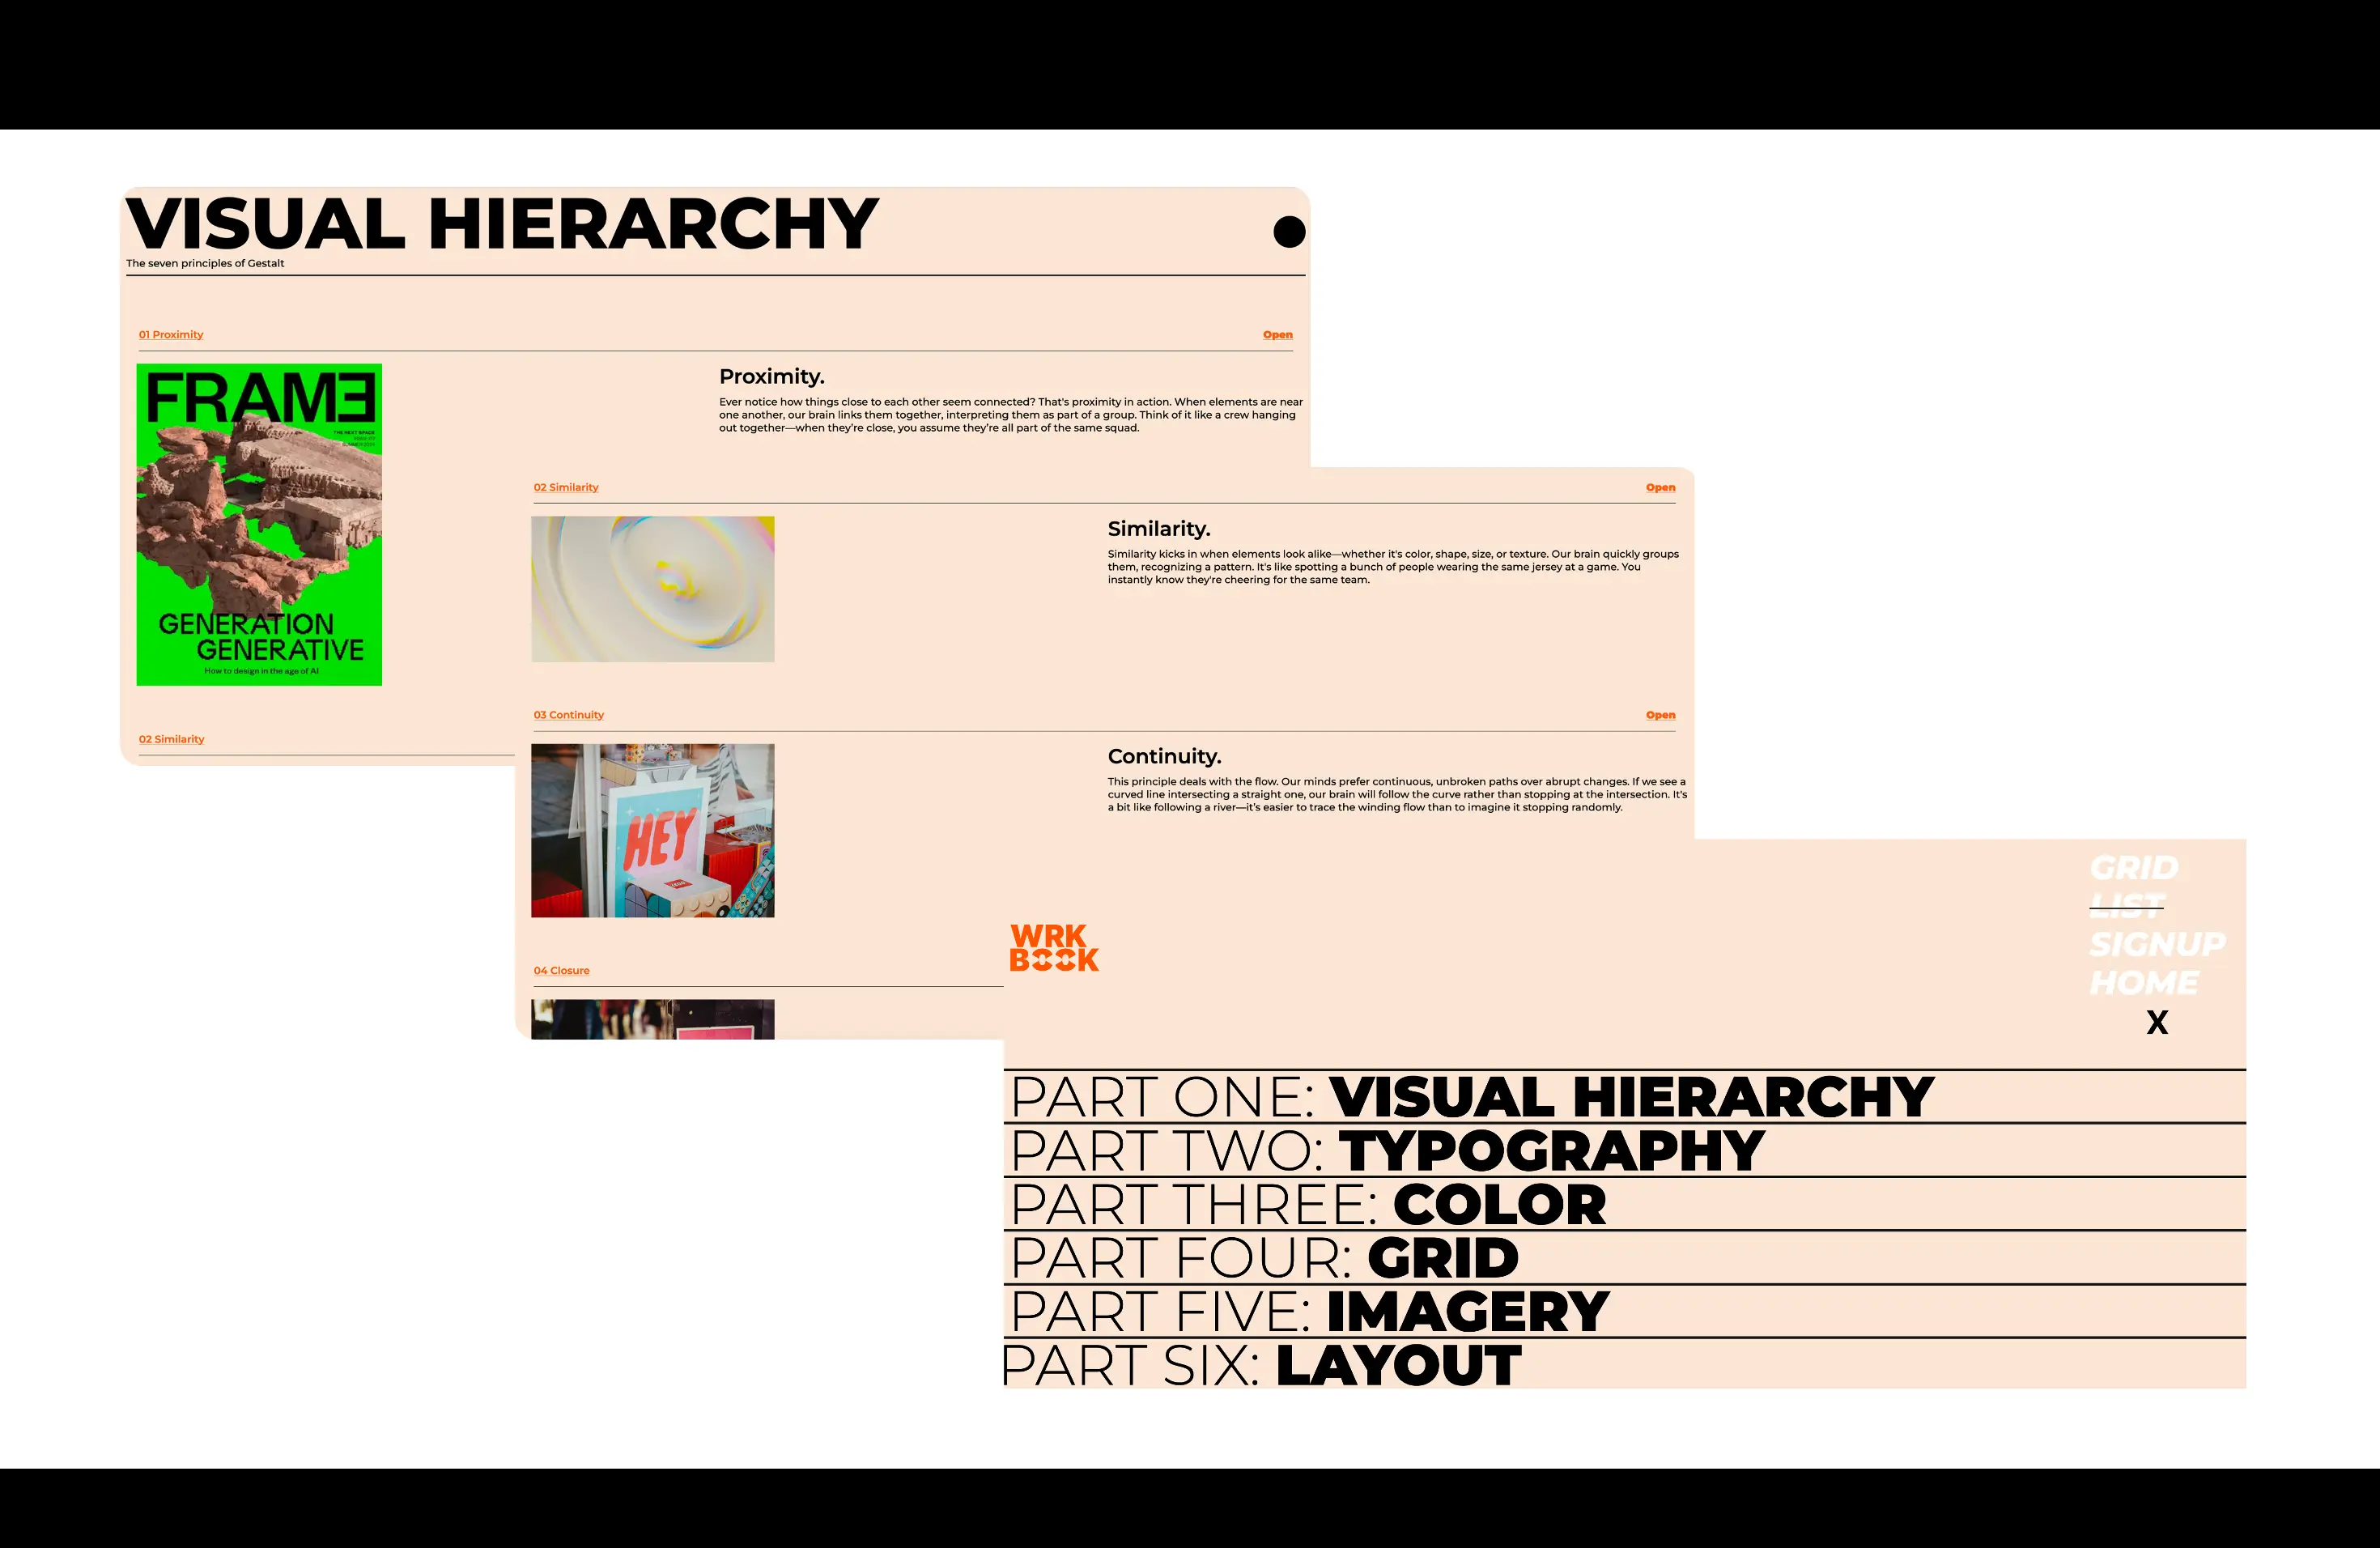 VISUAL HIERARCHY
The seven principles of Gestalt
01 Proximity
Open
FRAME
THE NEXT SPACE
GENERATION
GENERATIVE
How to design in the age of AI
Proximity.
Ever notice how things close to each other seem connected? That's proximity in action. When elements are near
one another, our brain links them together, interpreting them as part of a group. Think of it like a crew hanging
out together—when they're close, you assume they're all part of the same squad.
02 Similarity
02 Similarity
Open
Similarity.
Similarity kicks in when elements look alike—whether it's color, shape, size, or texture. Our brain quickly groups
them, recognizing a pattern. It's like spotting a bunch of people wearing the same jersey at a game. You
instantly know they're cheering for the same team.
03 Continuity
Open
HEY
Continuity.
This principle deals with the flow. Our minds prefer continuous, unbroken paths over abrupt changes. If we see a
curved line intersecting a straight one, our brain will follow the curve rather than stopping at the intersection. It's
a bit like following a river—it's easier to trace the winding flow than to imagine it stopping randomly.
04 Closure
WRK
BOOK
GRID
LIST
SIGNUP
HOME
X
PART ONE: VISUAL HIERARCHY
PART TWO: TYPOGRAPHY
PART THREE: COLOR
PART FOUR: GRID
PART FIVE: IMAGERY
PART SIX: LAYOUT